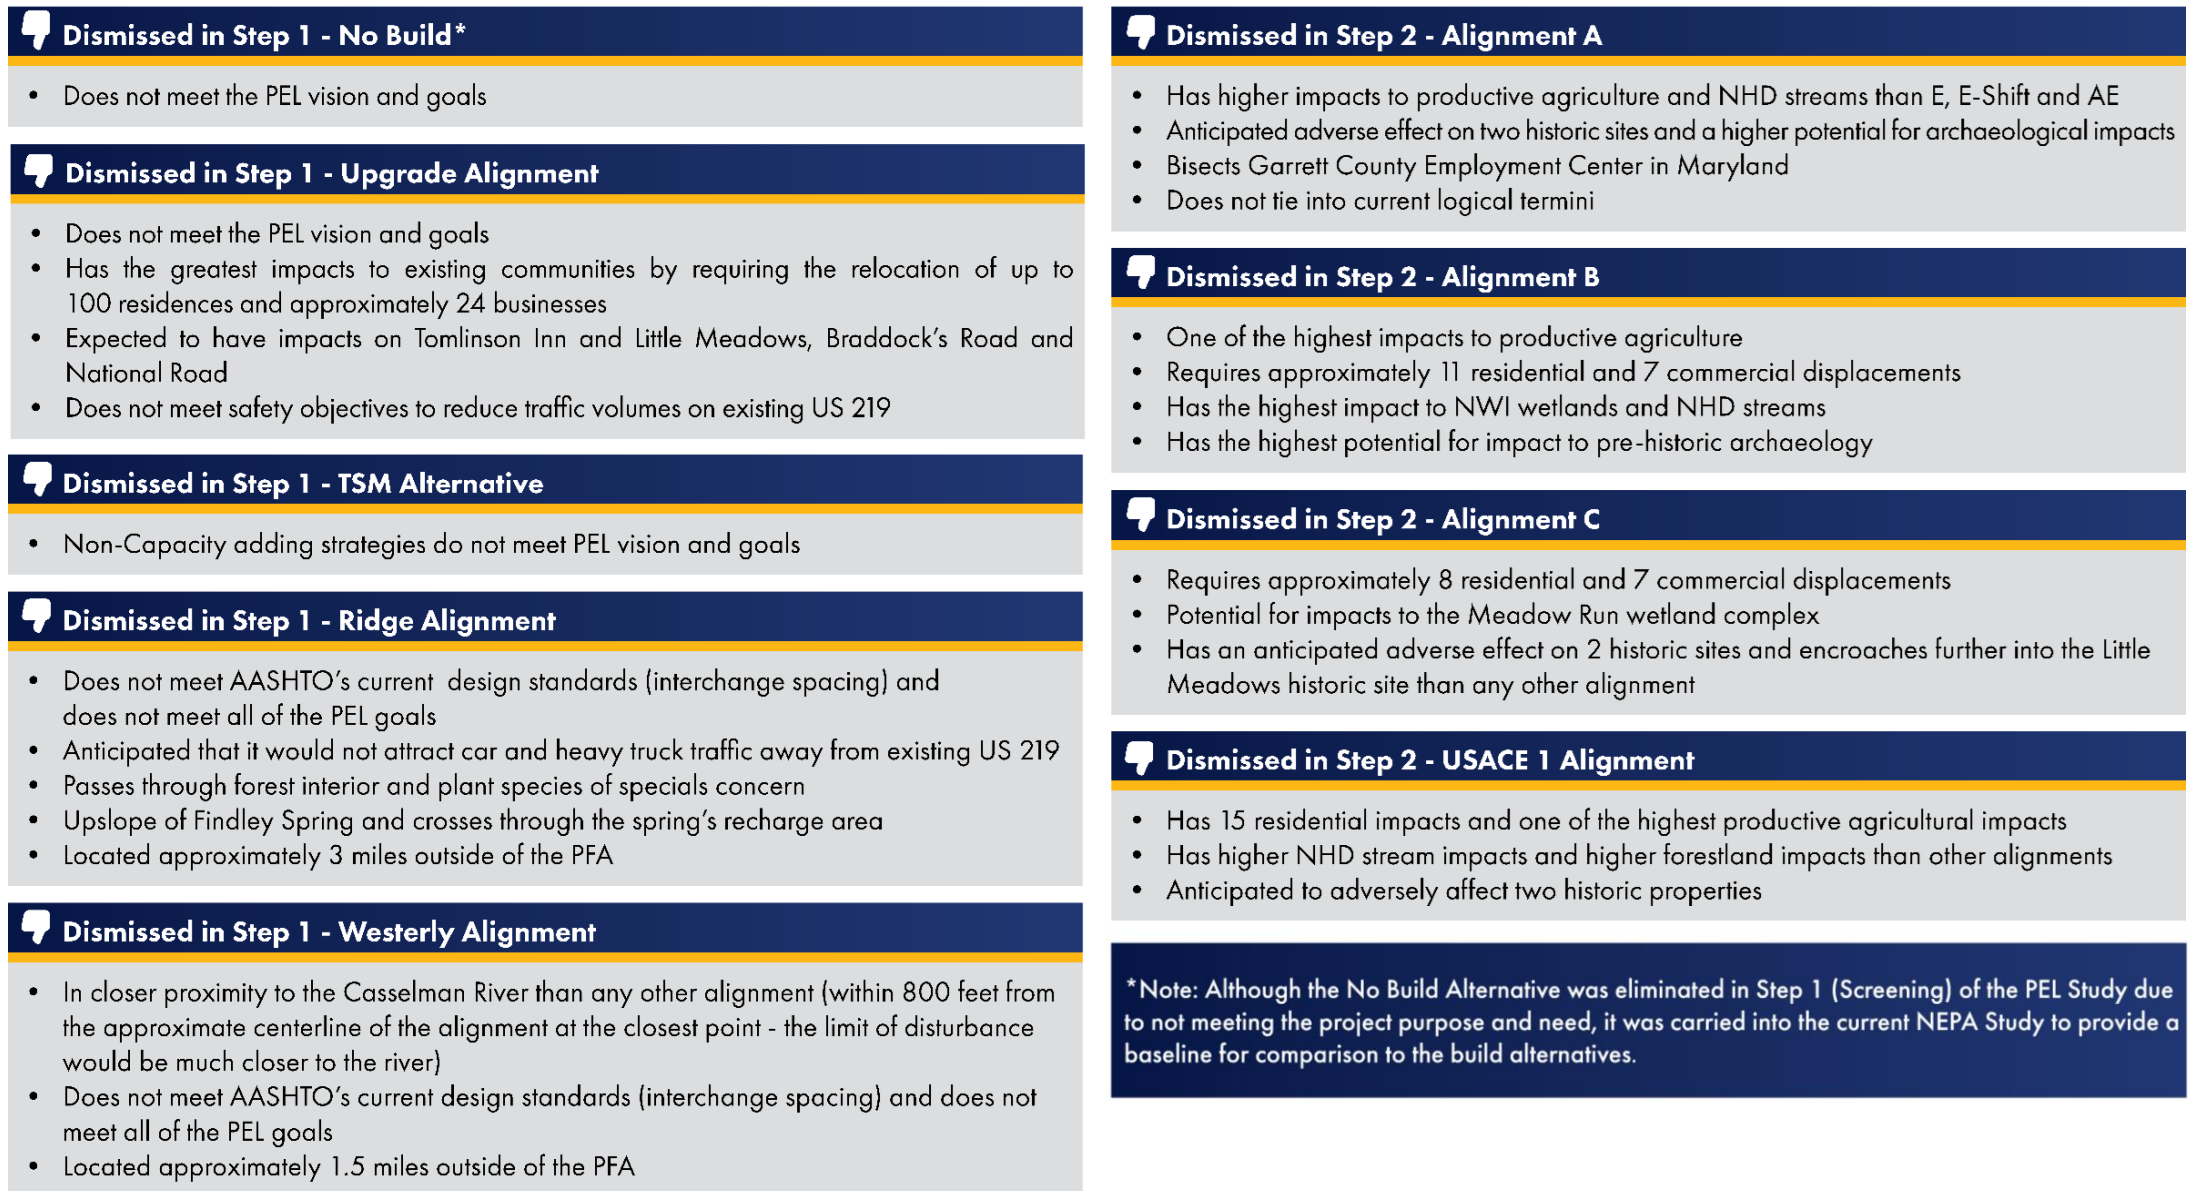 Dismissed in Step 1 - No Build*
• Does not meet the PEL vision and goals
Dismissed in Step 1 - Upgrade Alignment
• Does not meet the PEL vision and goals
• Has the greatest impacts to existing communities by requiring the relocation of up to
100 residences and approximately 24 businesses
• Expected to have impacts on Tomlinson Inn and Little Meadows, Braddock's Road and
National Road
• Does not meet safety objectives to reduce traffic volumes on existing US 219
Dismissed in Step 1 - TSM Alternative
• Non-Capacity adding strategies do not meet PEL vision and goals
Dismissed in Step 1 - Ridge Alignment
• Does not meet AASHTO's current design standards (interchange spacing) and
does not meet all of the PEL goals
• Anticipated that it would not attract car and heavy truck traffic away from existing US 219
• Passes through forest interior and plant species of specials concern
• Upslope of Findley Spring and crosses through the spring's recharge area
• Located approximately 3 miles outside of the PFA
Dismissed in Step 1 - Westerly Alignment
• In closer proximity to the Casselman River than any other alignment (within 800 feet from
the approximate centerline of the alignment at the closest point - the limit of disturbance
would be much closer to the river)
• Does not meet AASHTO's current design standards (interchange spacing) and does not
meet all of the PEL goals
• Located approximately 1.5 miles outside of the PFA
Dismissed in Step 2 - Alignment A
• Has higher impacts to productive agriculture and NHD streams than E, E-Shift and AE
• Anticipated adverse effect on two historic sites and a higher potential for archaeological impacts
• Bisects Garrett County Employment Center in Maryland
• Does not tie into current logical termini
Dismissed in Step 2 - Alignment B
• One of the highest impacts to productive agriculture
• Requires approximately 11 residential and 7 commercial displacements
• Has the highest impact to NWI wetlands and NHD streams
• Has the highest potential for impact to pre-historic archaeology
Dismissed in Step 2 - Alignment C
• Requires approximately 8 residential and 7 commercial displacements
• Potential for impacts to the Meadow Run wetland complex
• Has an anticipated adverse effect on 2 historic sites and encroaches further into the Little
Meadows historic site than any other alignment
Dismissed in Step 2 - USACE 1 Alignment
• Has 15 residential impacts and one of the highest productive agricultural impacts
• Has higher NHD stream impacts and higher forestland impacts than other alignments
• Anticipated to adversely affect two historic properties
*Note: Although the No Build Alternative was eliminated in Step 1 (Screening) of the PEL Study due
to not meeting the project purpose and need, it was carried into the current NEPA Study to provide a
baseline for comparison to the build alternatives.